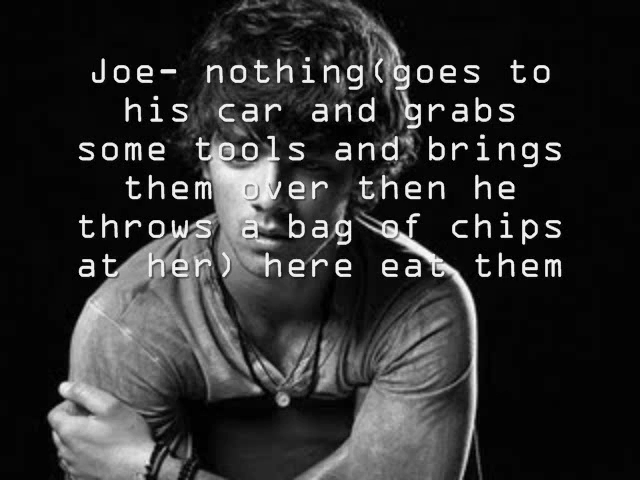 Joe- nothing(goes to
his car and grabs
some tools and brings
them over then he
throws a bag of chips
at her) here eat them